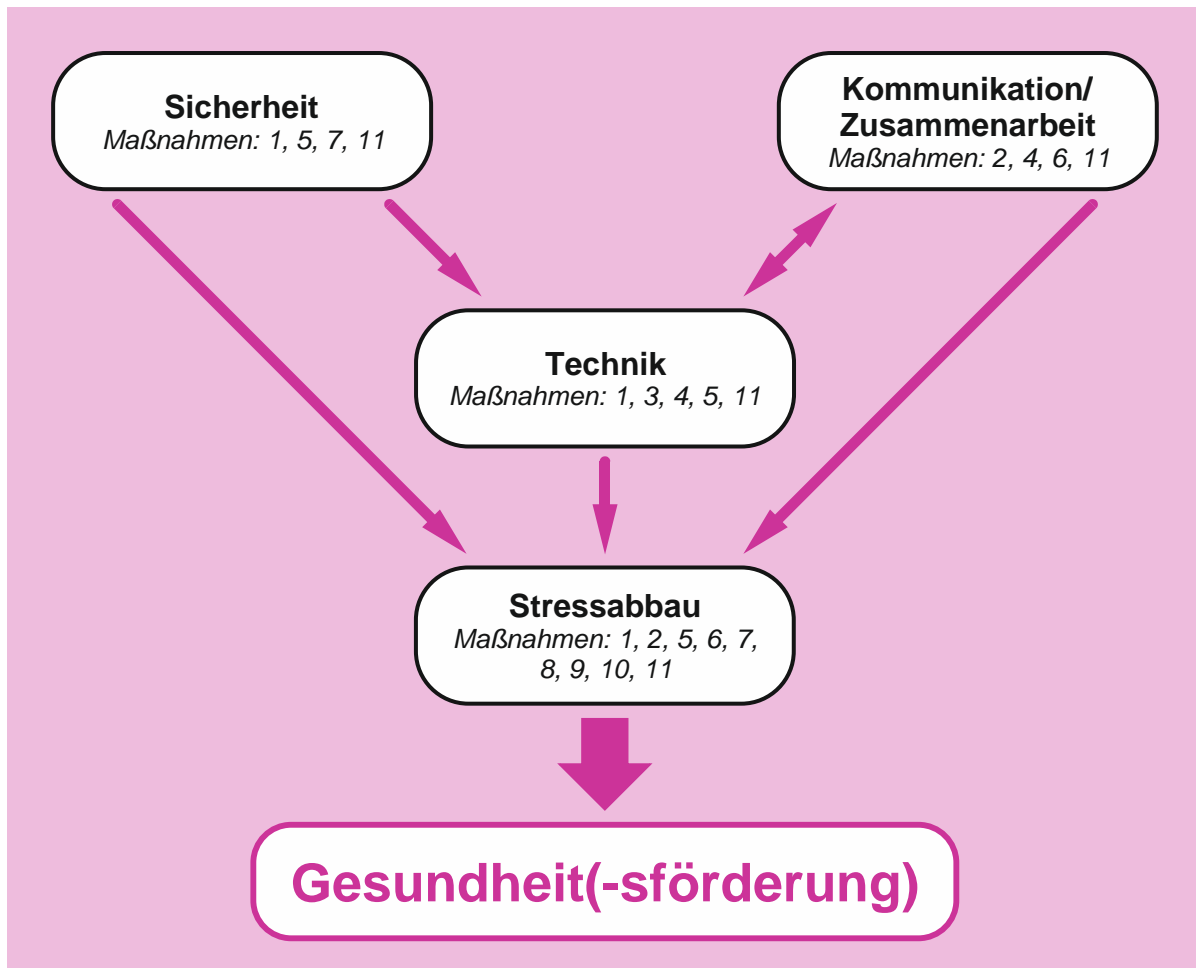 Sicherheit
Maßnahmen: 1, 5, 7, 11
Kommunikation/
Zusammenarbeit
Maßnahmen: 2, 4, 6, 11
Technik
Maßnahmen: 1, 3, 4, 5, 11
Stressabbau
Maßnahmen: 1, 2, 5, 6, 7,
8, 9, 10, 11
Gesundheit(-sförderung)